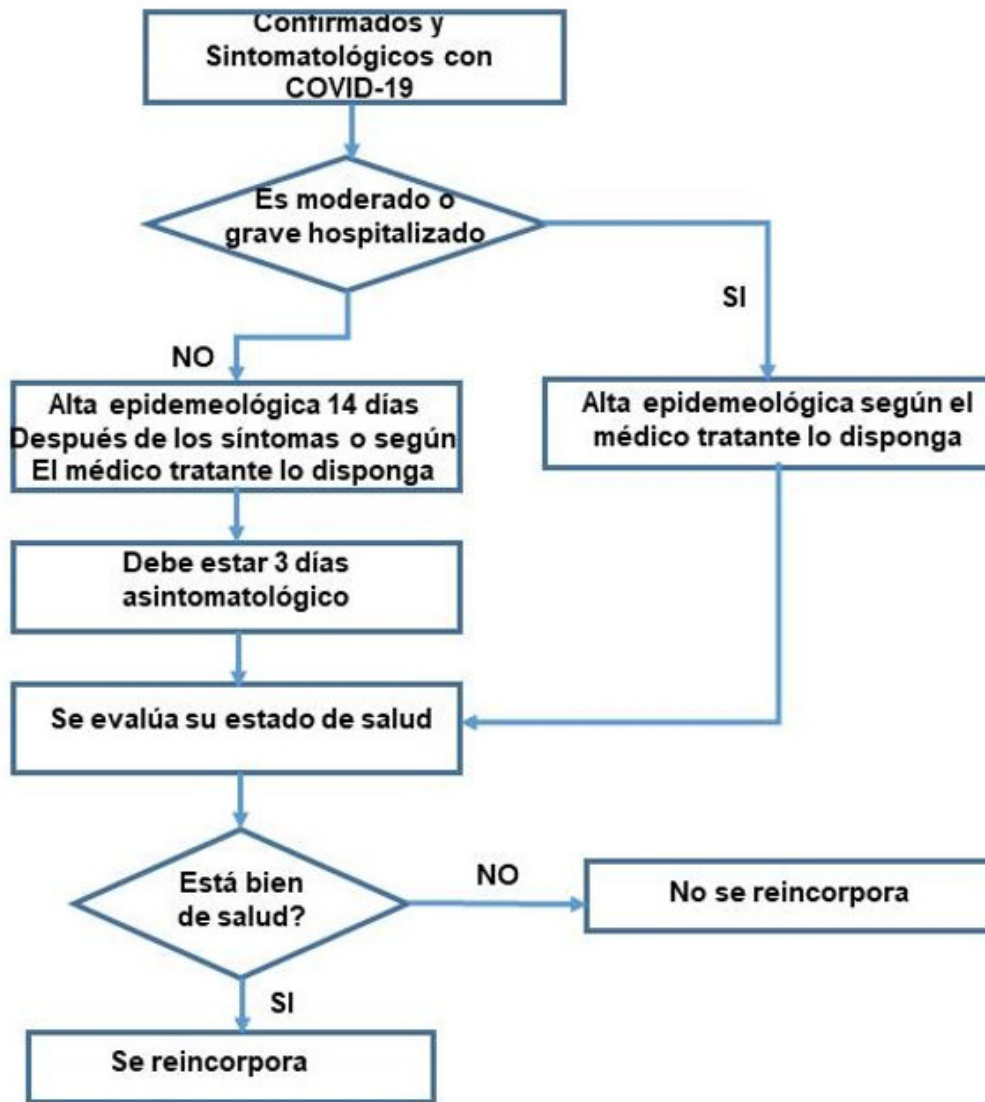 Confirmados y
Sintomatológicos con
COVID-19
Es moderado o
grave hospitalizado
SI
NO
Alta epidemeológica 14 días
Después de los síntomas o según
El médico tratante lo disponga
Alta epidemeológica según el
médico tratante lo disponga
Debe estar 3 días
asintomatológico
Se evalúa su estado de salud
Está bien
de salud?
NO
No se reincorpora
SI
Se reincorpora